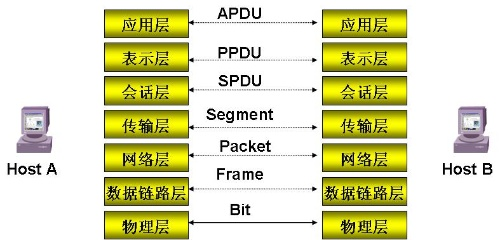 应用层 APDU 应用层
表示层 PPDU 表示层
会话层 SPDU 会话层
传输层 Segment 传输层
网络层 Packet 网络层
Host A Host B
数据链路层 Frame 数据链路层
物理层 Bit 物理层